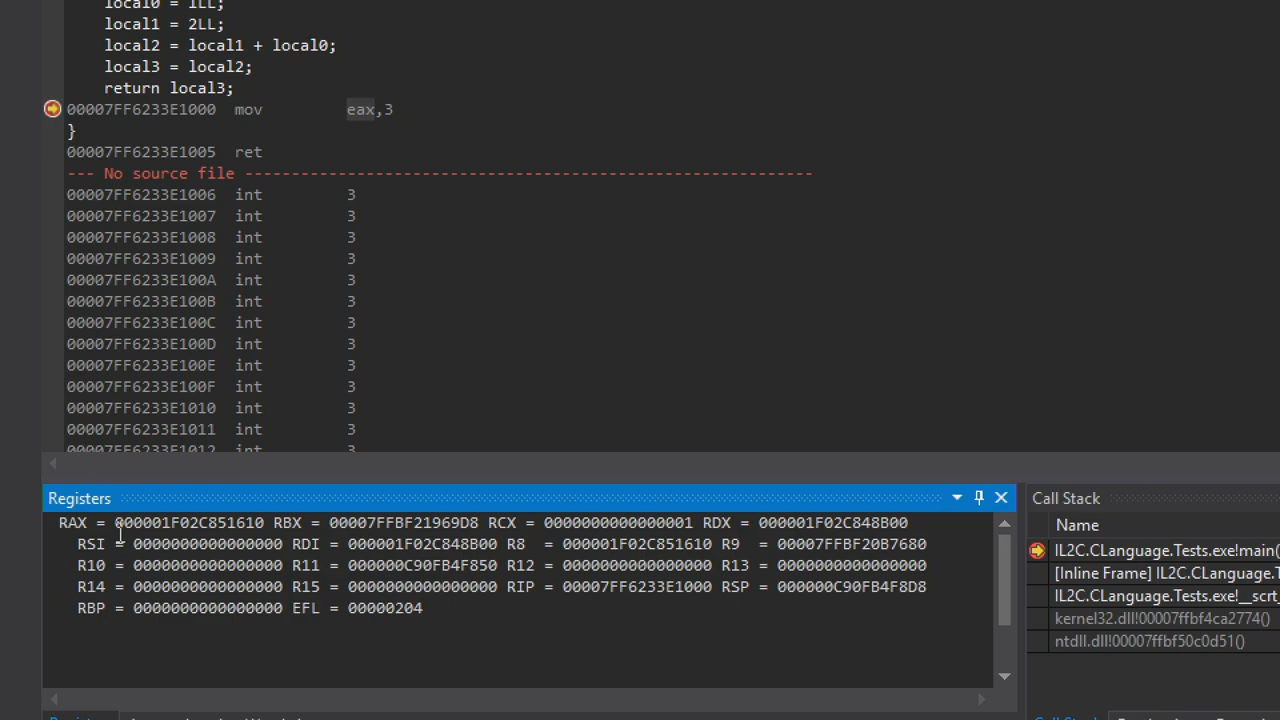 local0 = 1LL;
local1 = 2LL;
local2 = local1 + local0;
local3 = local2;
return local3;
00007FF6233E1000 mov eax,3
}
00007FF6233E1005 ret
--- No source file -------------------------------------------------------------
00007FF6233E1006 int 3
00007FF6233E1007 int 3
00007FF6233E1008 int 3
00007FF6233E1009 int 3
00007FF6233E100A int 3
00007FF6233E100B int 3
00007FF6233E100C int 3
00007FF6233E100D int 3
00007FF6233E100E int 3
00007FF6233E100F int 3
00007FF6233E1010 int 3
00007FF6233E1011 int 3
00007FF6233E1012 int 3
Registers
RAX = 000001F02C851610 RBX = 00007FFBF21969D8 RCX = 0000000000000001 RDX = 000001F02C848B00
RSI = 0000000000000000 RDI = 000001F02C848B00 R8 = 000001F02C851610 R9 = 00007FFBF20B7680
R10 = 0000000000000000 R11 = 000000C90FB4F850 R12 = 0000000000000000 R13 = 0000000000000000
R14 = 0000000000000000 R15 = 0000000000000000 RIP = 00007FF6233E1000 RSP = 000000C90FB4F8D8
RBP = 0000000000000000 EFL = 00000204
Call Stack
Name
IL2C.CLanguage.Tests.exe!main(
[Inline Frame] IL2C.CLanguage.T
IL2C.CLanguage.Tests.exe!__scrt_
kernel32.dll!00007ffbf4ca2774()
ntdll.dll!00007ffbf50c0d51()